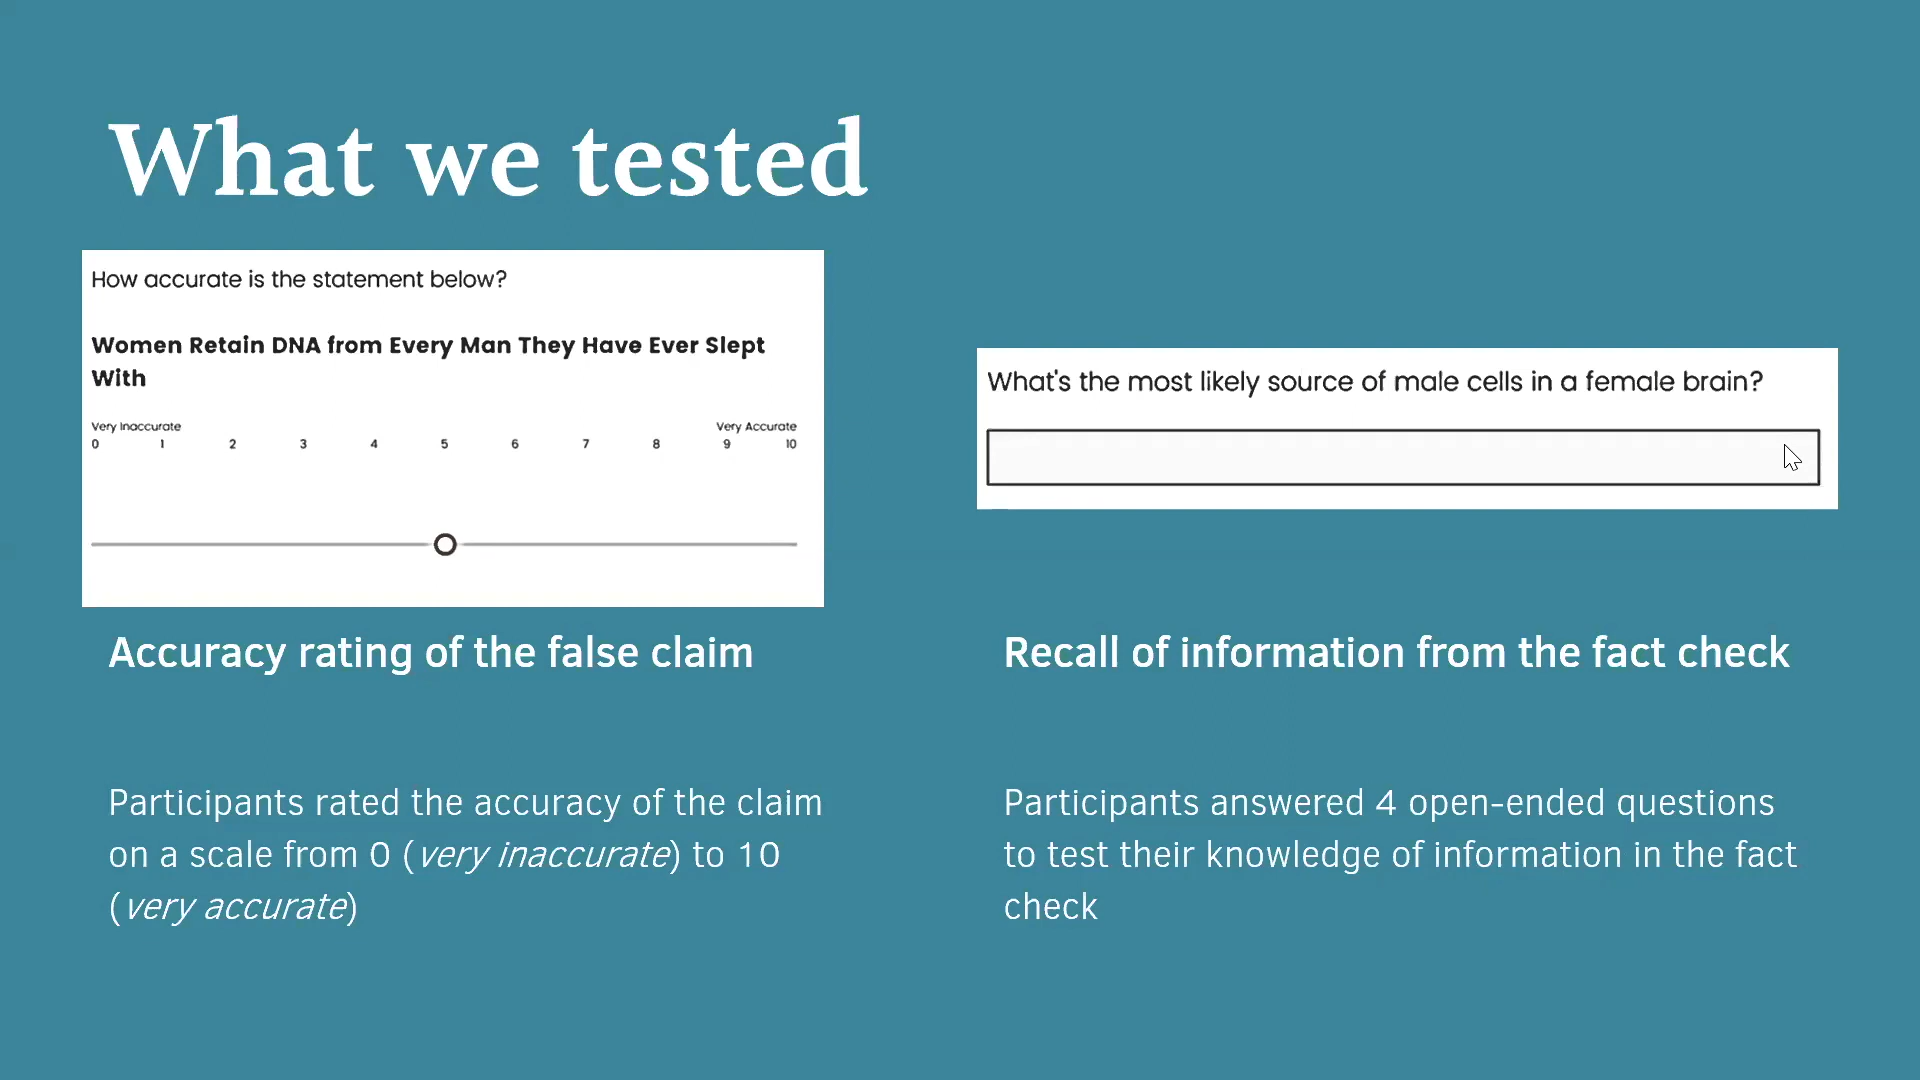 What we tested
How accurate is the statement below?
Women Retain DNA from Every Man They Have Ever Slept
With
Very Inaccurate Very Accurate
0 1 2 3 4 5 6 7 8 9 10
Accuracy rating of the false claim
Participants rated the accuracy of the claim
on a scale from 0 (very inaccurate) to 10
(very accurate)
What's the most likely source of male cells in a female brain?
Recall of information from the fact check
Participants answered 4 open-ended questions
to test their knowledge of information in the fact
check